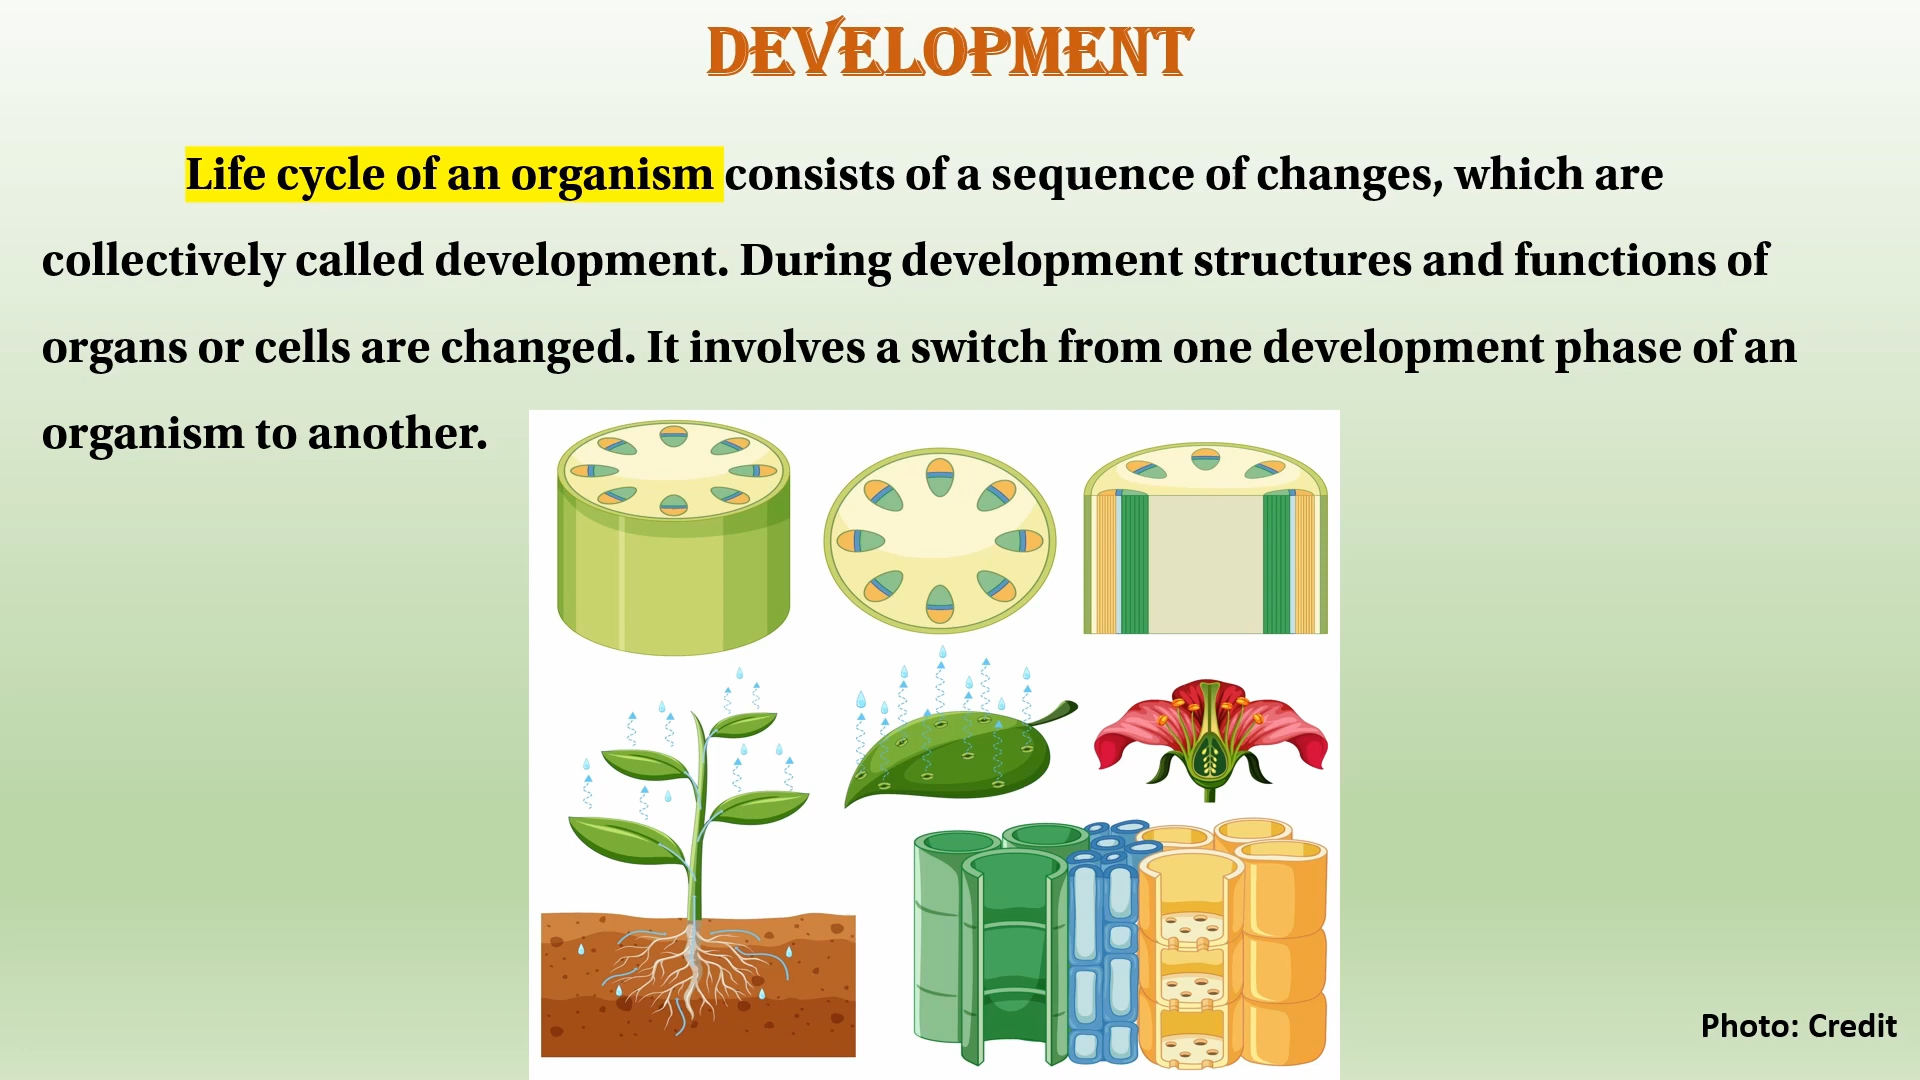 DEVELOPMENT
Life cycle of an organism consists of a sequence of changes, which are
collectively called development. During development structures and functions of
organs or cells are changed. It involves a switch from one development phase of an
organism to another.
Photo: Credit